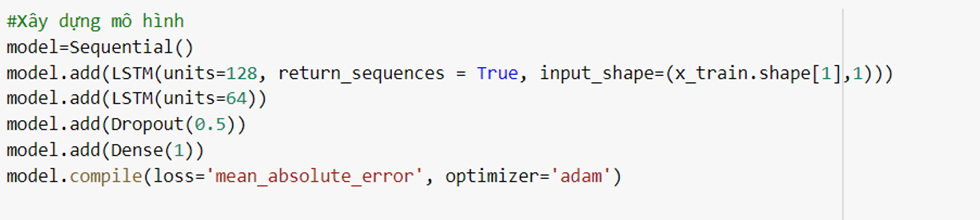 #Xây dựng mô hình
model=Sequential()
model.add(LSTM(units=128, return_sequences = True, input_shape=(x_train.shape[1],1)))
model.add(LSTM(units=64))
model.add(Dropout(0.5))
model.add(Dense(1))
model.compile(loss='mean_absolute_error', optimizer='adam')